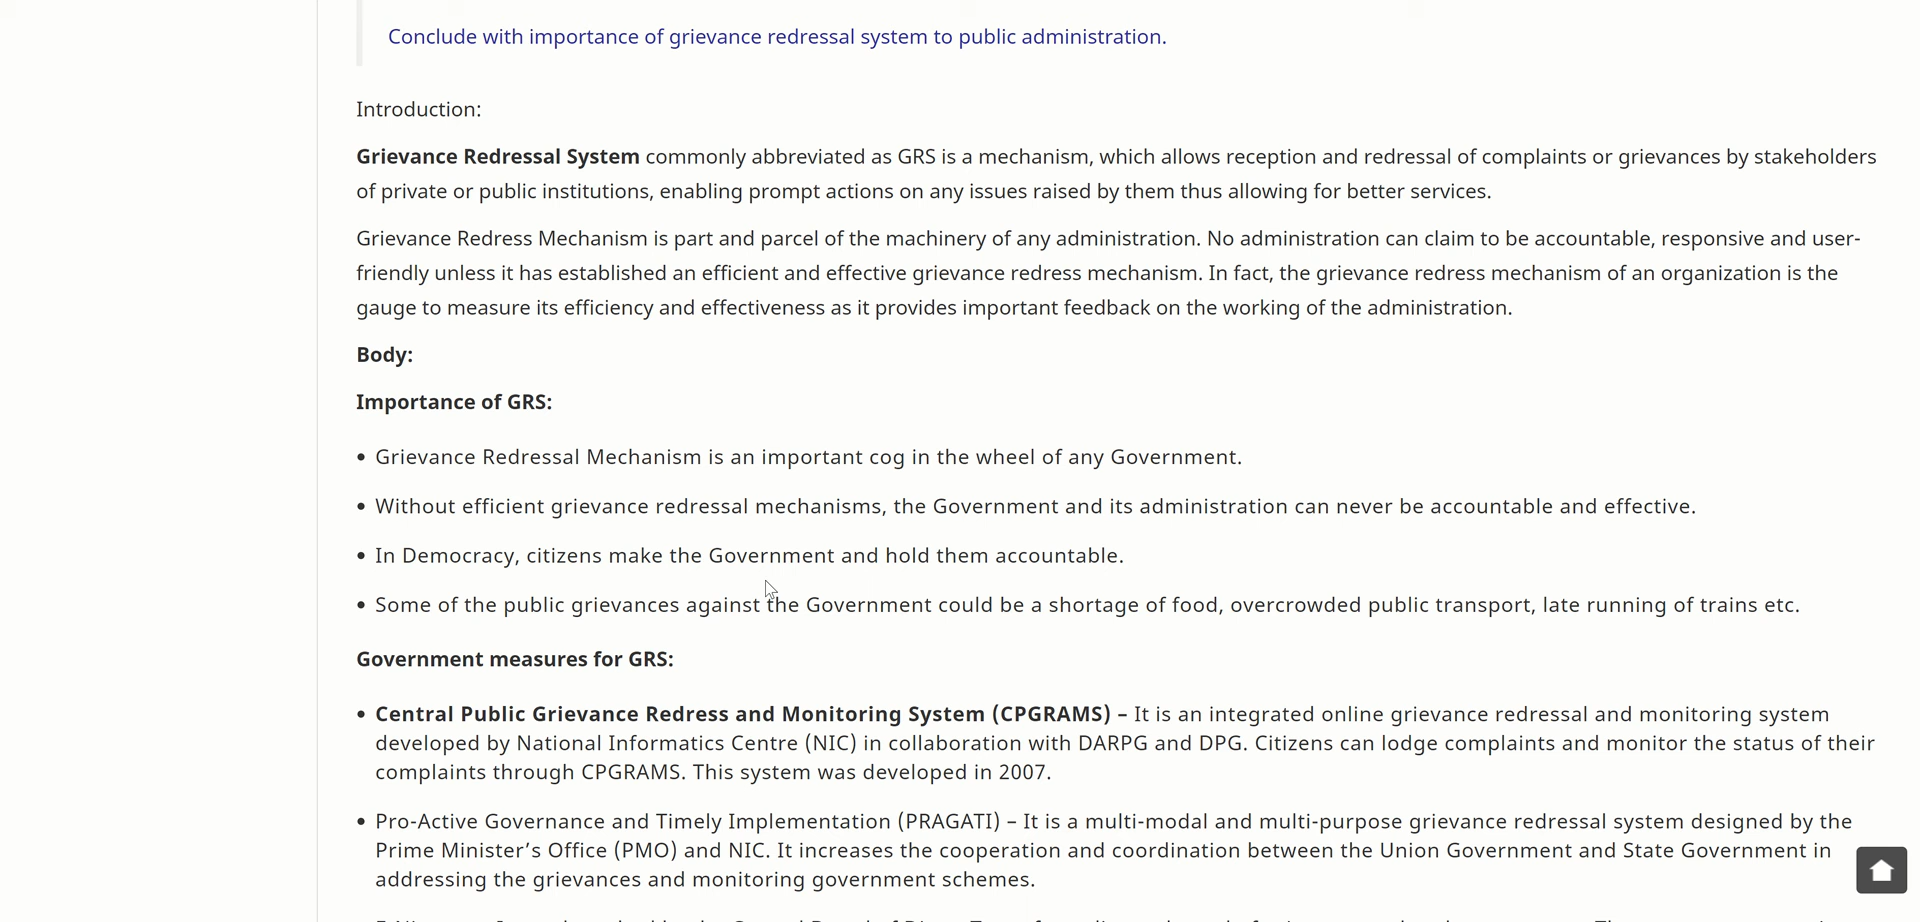 Conclude with importance of grievance redressal system to public administration.
Introduction:
Grievance Redressal System commonly abbreviated as GRS is a mechanism, which allows reception and redressal of complaints or grievances by stakeholders
of private or public institutions, enabling prompt actions on any issues raised by them thus allowing for better services.
Grievance Redress Mechanism is part and parcel of the machinery of any administration. No administration can claim to be accountable, responsive and user-
friendly unless it has established an efficient and effective grievance redress mechanism. In fact, the grievance redress mechanism of an organization is the
gauge to measure its efficiency and effectiveness as it provides important feedback on the working of the administration.
Body:
Importance of GRS:
• Grievance Redressal Mechanism is an important cog in the wheel of any Government.
• Without efficient grievance redressal mechanisms, the Government and its administration can never be accountable and effective.
• In Democracy, citizens make the Government and hold them accountable.
• Some of the public grievances against the Government could be a shortage of food, overcrowded public transport, late running of trains etc.
Government measures for GRS:
• Central Public Grievance Redress and Monitoring System (CPGRAMS) – It is an integrated online grievance redressal and monitoring system
developed by National Informatics Centre (NIC) in collaboration with DARPG and DPG. Citizens can lodge complaints and monitor the status of their
complaints through CPGRAMS. This system was developed in 2007.
• Pro-Active Governance and Timely Implementation (PRAGATI) – It is a multi-modal and multi-purpose grievance redressal system designed by the
Prime Minister’s Office (PMO) and NIC. It increases the cooperation and coordination between the Union Government and State Government in
addressing the grievances and monitoring government schemes.